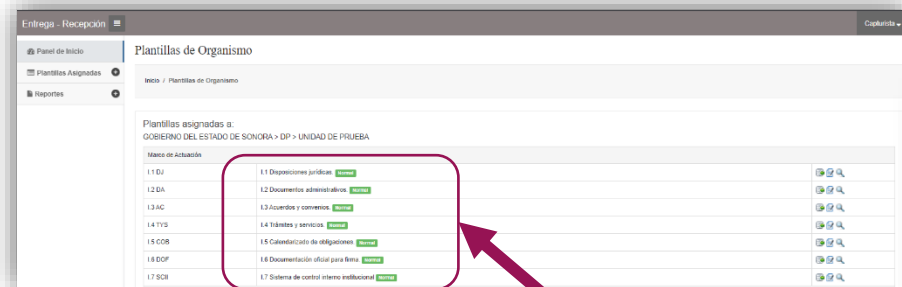 Entrega - Recepción
Capturista
Panel de Inicio
Plantillas de Organismo
Plantillas Asignadas
Inicio / Plantillas de Organismo
Reportes
Plantillas asignadas a:
GOBIERNO DEL ESTADO DE SONORA > DP > UNIDAD DE PRUEBA
Marco de Actuación
I.1 DJ I.1 Disposiciones jurídicas. Normal
I.2 DA I.2 Documentos administrativos. Normal
I.3 AC I.3 Acuerdos y convenios. Normal
I.4 TYS I.4 Trámites y servicios. Normal
I.5 COB I.5 Calendarizado de obligaciones. Normal
I.6 DOF I.6 Documentación oficial para firma. Normal
I.7 SCII I.7 Sistema de control interno institucional Normal